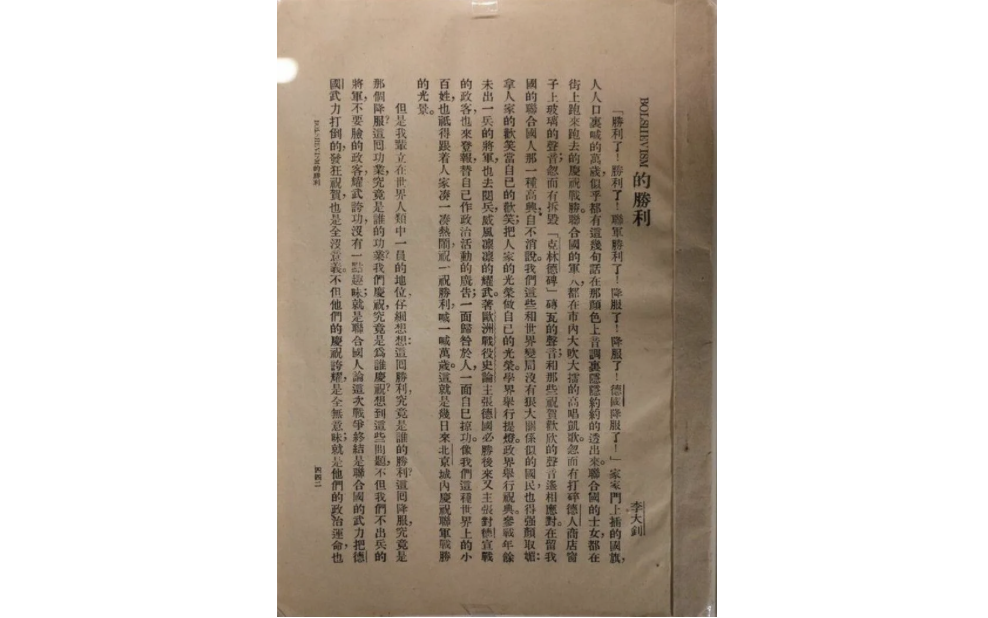 BOLSHEVISM 的勝利
李大釗
「勝利了！勝利了！聯軍勝利了！降服了！降服了！德國降服了！」家家門上插的國旗，
人人口裏喊的萬歲，似乎都有這幾句話在那顏色上音調裏隱隱約約的透出來。聯合國的士女都在
街上跑來跑去的慶祝戰勝。聯合國的軍人都在市內大吹大擂的高唱凱歌。忽而有打碎德人商店窗
子上玻璃的聲音，忽而有拆毀「克林德碑」磚瓦的聲音，和那些祝賀歡欣的聲音遙相應對。在留我
國的聯合國人那一種高興，自不消說。我們這些和世界變局沒有狠大關係似的國民，也得強顏取媚：
拿人家的歡笑當自己的歡笑；把人家的光榮做自己的光榮。學界舉行提燈。政界舉行祝典。參戰年餘
未出一兵的將軍，也去閱兵，威風凛凛的耀武。著歐洲戰役史論主張德國必勝後來又主張對德宣戰
的政客，也來登報，替自己作政治活動的廣告；一面歸咎於人，一面自己掠功。像我們這種世界上的小
百姓，也祇得跟着人家湊一湊熱鬧，祝一祝勝利，喊一喊萬歲。這就是幾日來北京城內慶祝聯軍戰勝
的光景。
但是我輩立在世界人類中一員的地位，仔細想想：這回勝利，究竟是誰的勝利？這回降服，究竟是
那個降服？這回功業，究竟是誰的功業？我們慶祝，究竟是爲誰慶祝？想到這些問題，不但我們不出兵的
將軍，不要臉的政客，耀武誇功，沒有一點趣味，就是聯合國人論這次戰爭終結是聯合國的武力把德
國武力打倒的，發狂祝賀，也是全沒意義。不但他們的慶祝誇耀，是全無意味，就是他們的政治運命，也
BOLSHEVISM的勝利
四四二